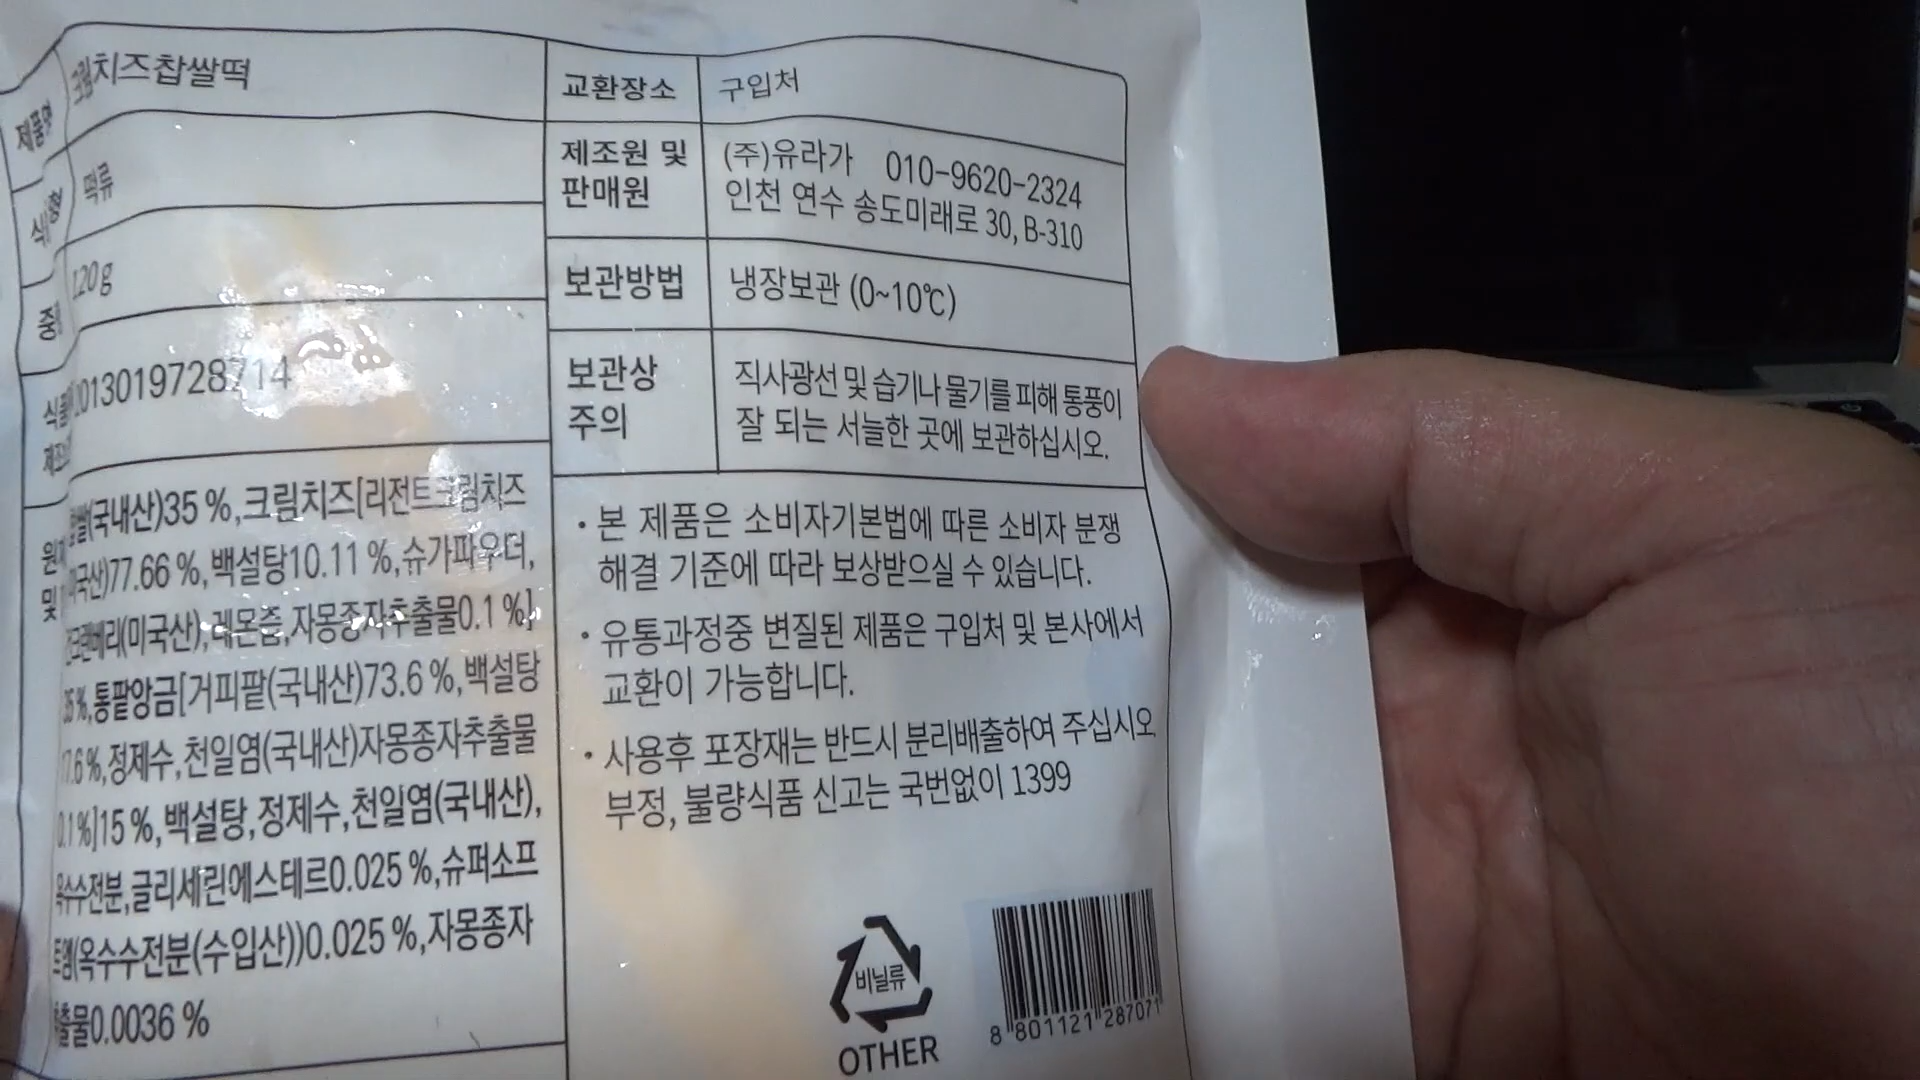 제품명 크림치즈찹쌀떡
떡류
120g
2013019728714
찹쌀(국내산)35 %,크림치즈[리전트크림치즈
(미국산)77.66 %,백설탕10.11 %,슈가파우더,
건크랜베리(미국산),레몬즙,자몽종자추출물0.1 %]
35 %,통팥앙금[거피팥(국내산)73.6 %,백설탕
17.6 %,정제수,천일염(국내산)자몽종자추출물
0.1 %]15 %,백설탕,정제수,천일염(국내산),
옥수수전분,글리세린에스테르0.025 %,슈퍼소프
트엠(옥수수전분(수입산))0.025 %,자몽종자
추출물0.0036 %
교환장소 구입처
제조원 및
판매원
(주)유라가 010-9620-2324
인천 연수 송도미래로 30, B-310
보관방법 냉장보관 (0~10℃)
보관상
주의
직사광선 및 습기나 물기를 피해 통풍이
잘 되는 서늘한 곳에 보관하십시오.
• 본 제품은 소비자기본법에 따른 소비자 분쟁
해결 기준에 따라 보상받으실 수 있습니다.
• 유통과정중 변질된 제품은 구입처 및 본사에서
교환이 가능합니다.
• 사용후 포장재는 반드시 분리배출하여 주십시오
부정, 불량식품 신고는 국번없이 1399
비닐류
OTHER
8 801121 287071